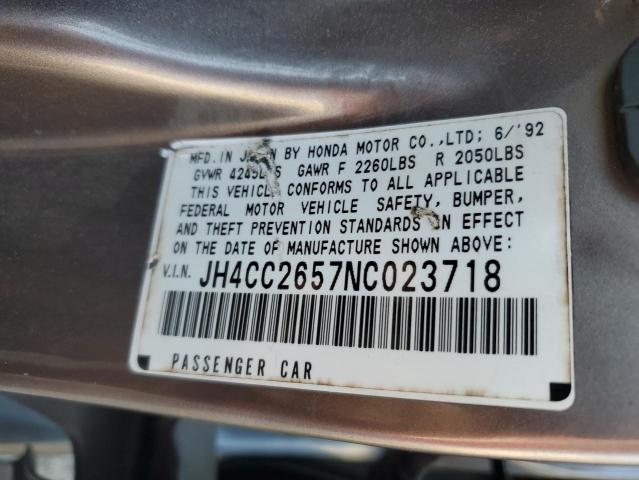 MFD. IN JAPAN BY HONDA MOTOR CO.,LTD; 6/'92
GVWR 4245LBS GAWR F 2260LBS R 2050LBS
THIS VEHICLE CONFORMS TO ALL APPLICABLE
FEDERAL MOTOR VEHICLE SAFETY, BUMPER,
AND THEFT PREVENTION STANDARDS IN EFFECT
ON THE DATE OF MANUFACTURE SHOWN ABOVE:
V.I.N. JH4CC2657NC023718
PASSENGER CAR